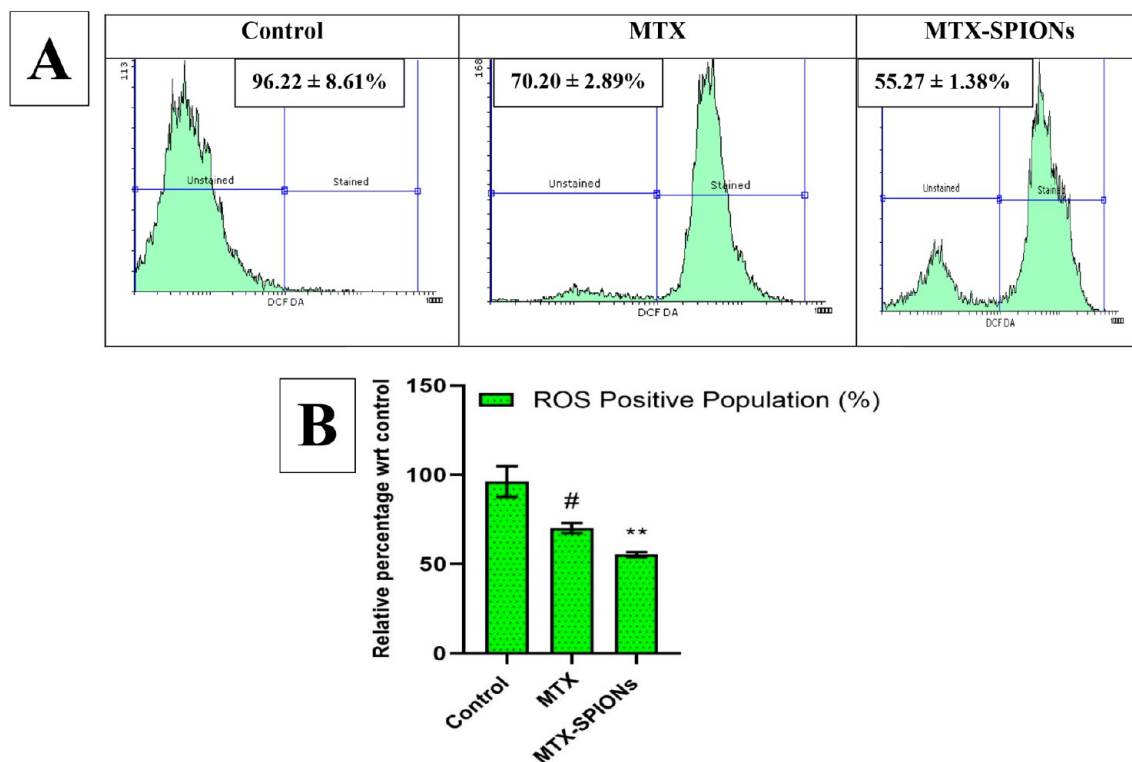 A
Control
MTX
MTX-SPIONs
113
96.22 ± 8.61%
Unstained
Stained
DCF DA
10000
168
70.20 ± 2.89%
Unstained
Stained
DCF DA
55.27 ± 1.38%
Unstained
DCF DA
B
ROS Positive Population (%)
Relative percentage wrt control
150
100
50
0
#
**
Control
MTX
MTX-SPIONs